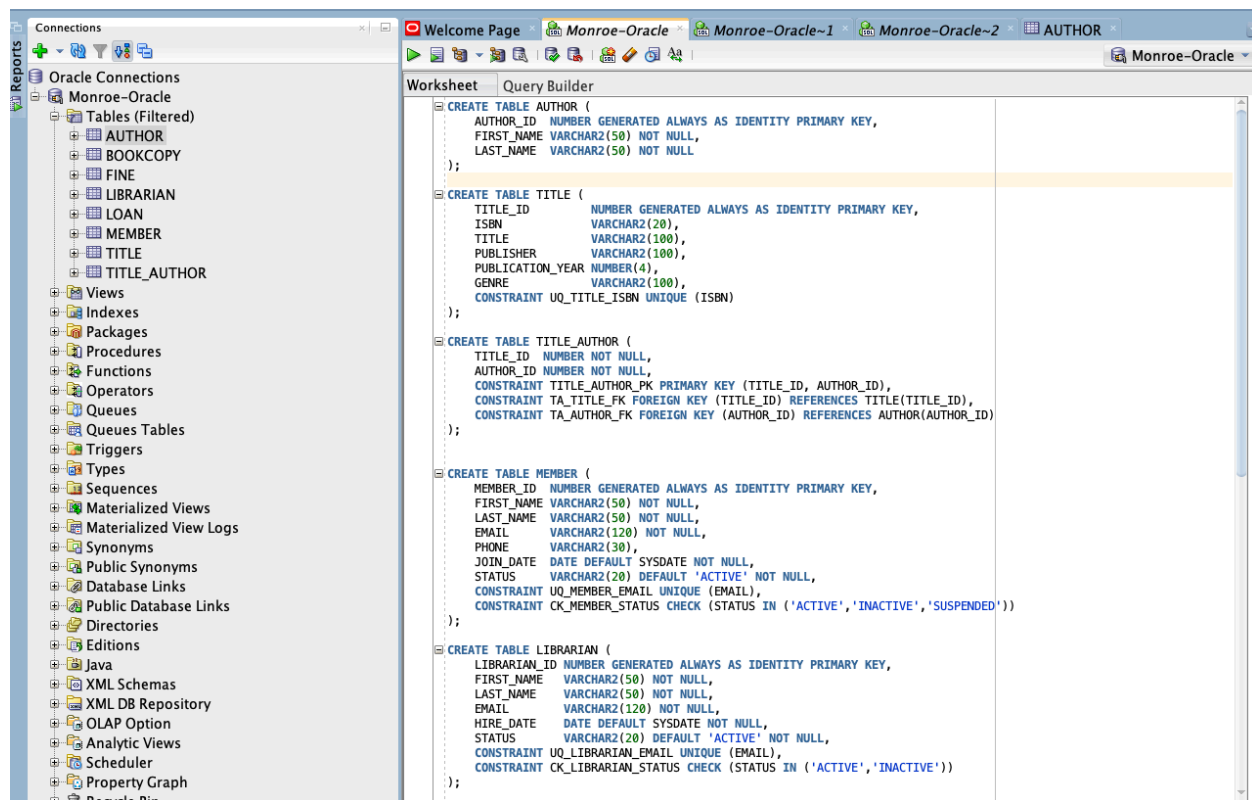 Connections
Reports
Oracle Connections
Monroe-Oracle
Tables (Filtered)
AUTHOR
BOOKCOPY
FINE
LIBRARIAN
LOAN
MEMBER
TITLE
TITLE_AUTHOR
Views
Indexes
Packages
Procedures
Functions
Operators
Queues
Queues Tables
Triggers
Types
Sequences
Materialized Views
Materialized View Logs
Synonyms
Public Synonyms
Database Links
Public Database Links
Directories
Editions
Java
XML Schemas
XML DB Repository
OLAP Option
Analytic Views
Scheduler
Property Graph
Recycle Bin
Welcome Page Monroe-Oracle Monroe-Oracle~1 Monroe-Oracle~2 AUTHOR
Monroe-Oracle
Worksheet Query Builder
CREATE TABLE AUTHOR (
AUTHOR_ID NUMBER GENERATED ALWAYS AS IDENTITY PRIMARY KEY,
FIRST_NAME VARCHAR2(50) NOT NULL,
LAST_NAME VARCHAR2(50) NOT NULL
);
CREATE TABLE TITLE (
TITLE_ID NUMBER GENERATED ALWAYS AS IDENTITY PRIMARY KEY,
ISBN VARCHAR2(20),
TITLE VARCHAR2(100),
PUBLISHER VARCHAR2(100),
PUBLICATION_YEAR NUMBER(4),
GENRE VARCHAR2(100),
CONSTRAINT UQ_TITLE_ISBN UNIQUE (ISBN)
);
CREATE TABLE TITLE_AUTHOR (
TITLE_ID NUMBER NOT NULL,
AUTHOR_ID NUMBER NOT NULL,
CONSTRAINT TITLE_AUTHOR_PK PRIMARY KEY (TITLE_ID, AUTHOR_ID),
CONSTRAINT TA_TITLE_FK FOREIGN KEY (TITLE_ID) REFERENCES TITLE(TITLE_ID),
CONSTRAINT TA_AUTHOR_FK FOREIGN KEY (AUTHOR_ID) REFERENCES AUTHOR(AUTHOR_ID)
);
CREATE TABLE MEMBER (
MEMBER_ID NUMBER GENERATED ALWAYS AS IDENTITY PRIMARY KEY,
FIRST_NAME VARCHAR2(50) NOT NULL,
LAST_NAME VARCHAR2(50) NOT NULL,
EMAIL VARCHAR2(120) NOT NULL,
PHONE VARCHAR2(30),
JOIN_DATE DATE DEFAULT SYSDATE NOT NULL,
STATUS VARCHAR2(20) DEFAULT 'ACTIVE' NOT NULL,
CONSTRAINT UQ_MEMBER_EMAIL UNIQUE (EMAIL),
CONSTRAINT CK_MEMBER_STATUS CHECK (STATUS IN ('ACTIVE','INACTIVE','SUSPENDED'))
);
CREATE TABLE LIBRARIAN (
LIBRARIAN_ID NUMBER GENERATED ALWAYS AS IDENTITY PRIMARY KEY,
FIRST_NAME VARCHAR2(50) NOT NULL,
LAST_NAME VARCHAR2(50) NOT NULL,
EMAIL VARCHAR2(120) NOT NULL,
HIRE_DATE DATE DEFAULT SYSDATE NOT NULL,
STATUS VARCHAR2(20) DEFAULT 'ACTIVE' NOT NULL,
CONSTRAINT UQ_LIBRARIAN_EMAIL UNIQUE (EMAIL),
CONSTRAINT CK_LIBRARIAN_STATUS CHECK (STATUS IN ('ACTIVE','INACTIVE'))
);